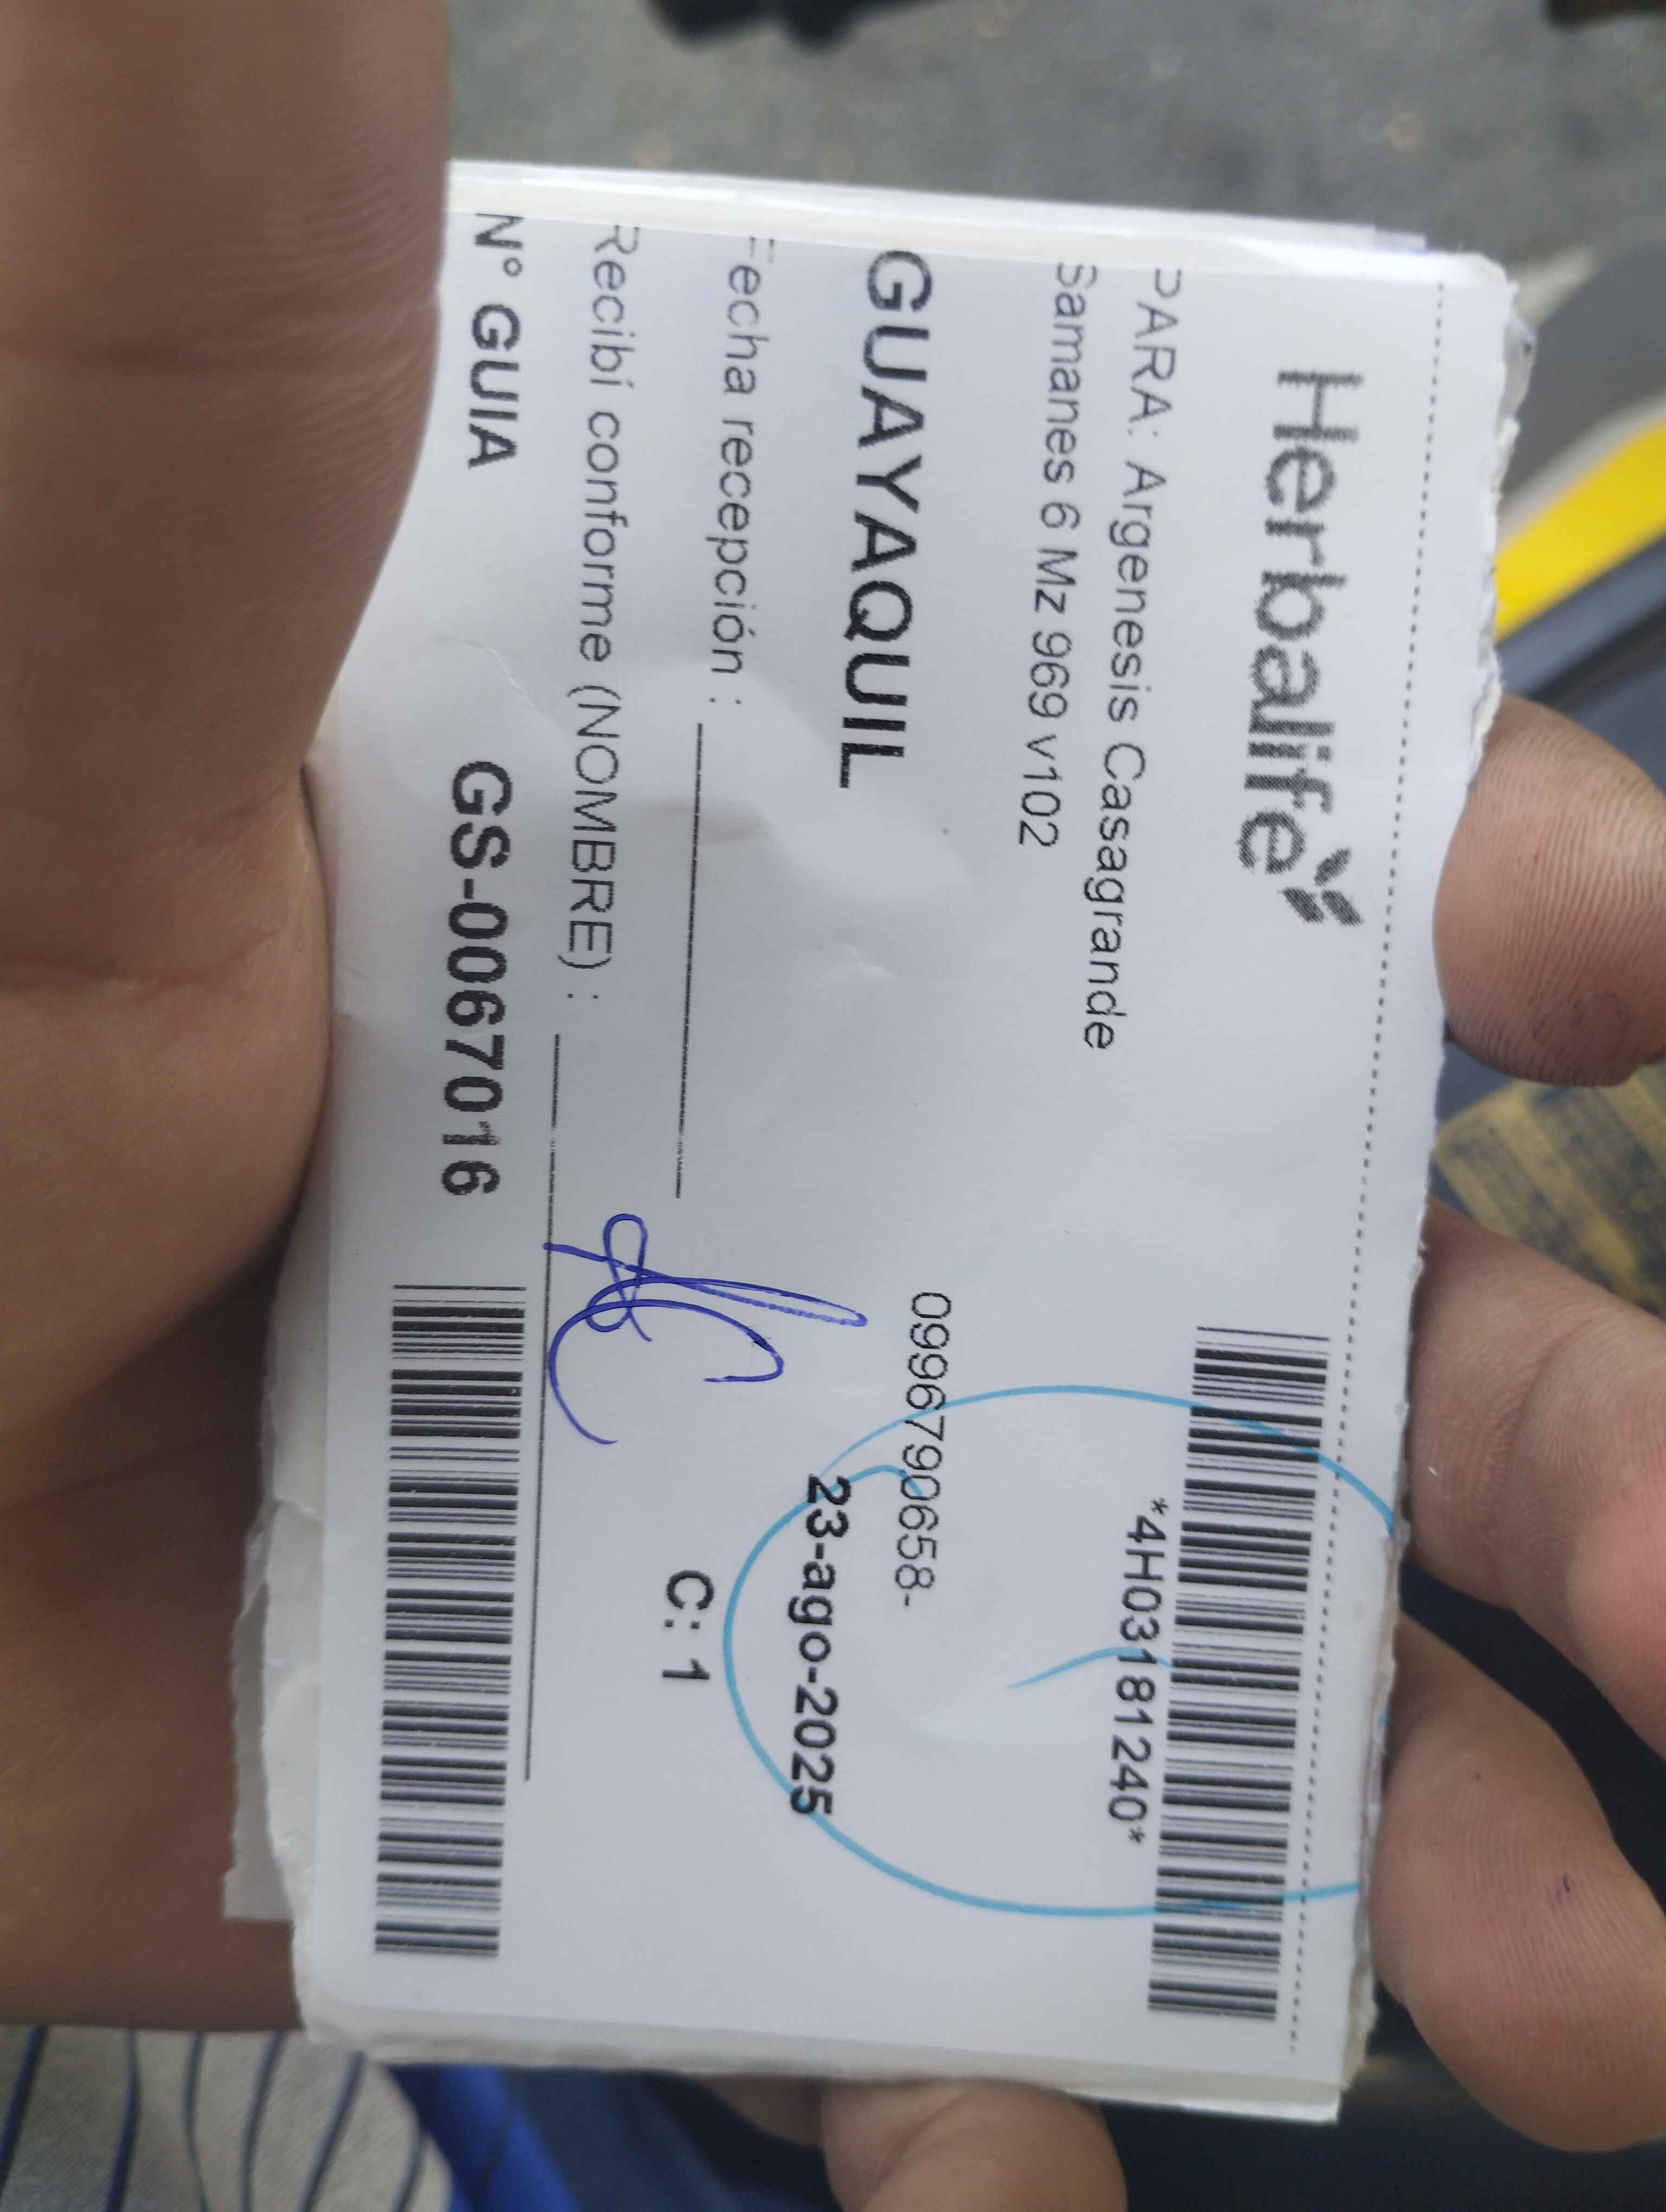 Herbalife
*4H03181240*
PARA: Argenesis Casagrande
Samanes 6 Mz 969 v102
0996790658-
GUAYAQUIL
23-ago-2025
Fecha recepción :
C: 1
Recibí conforme (NOMBRE) :
N° GUIA GS-0067016